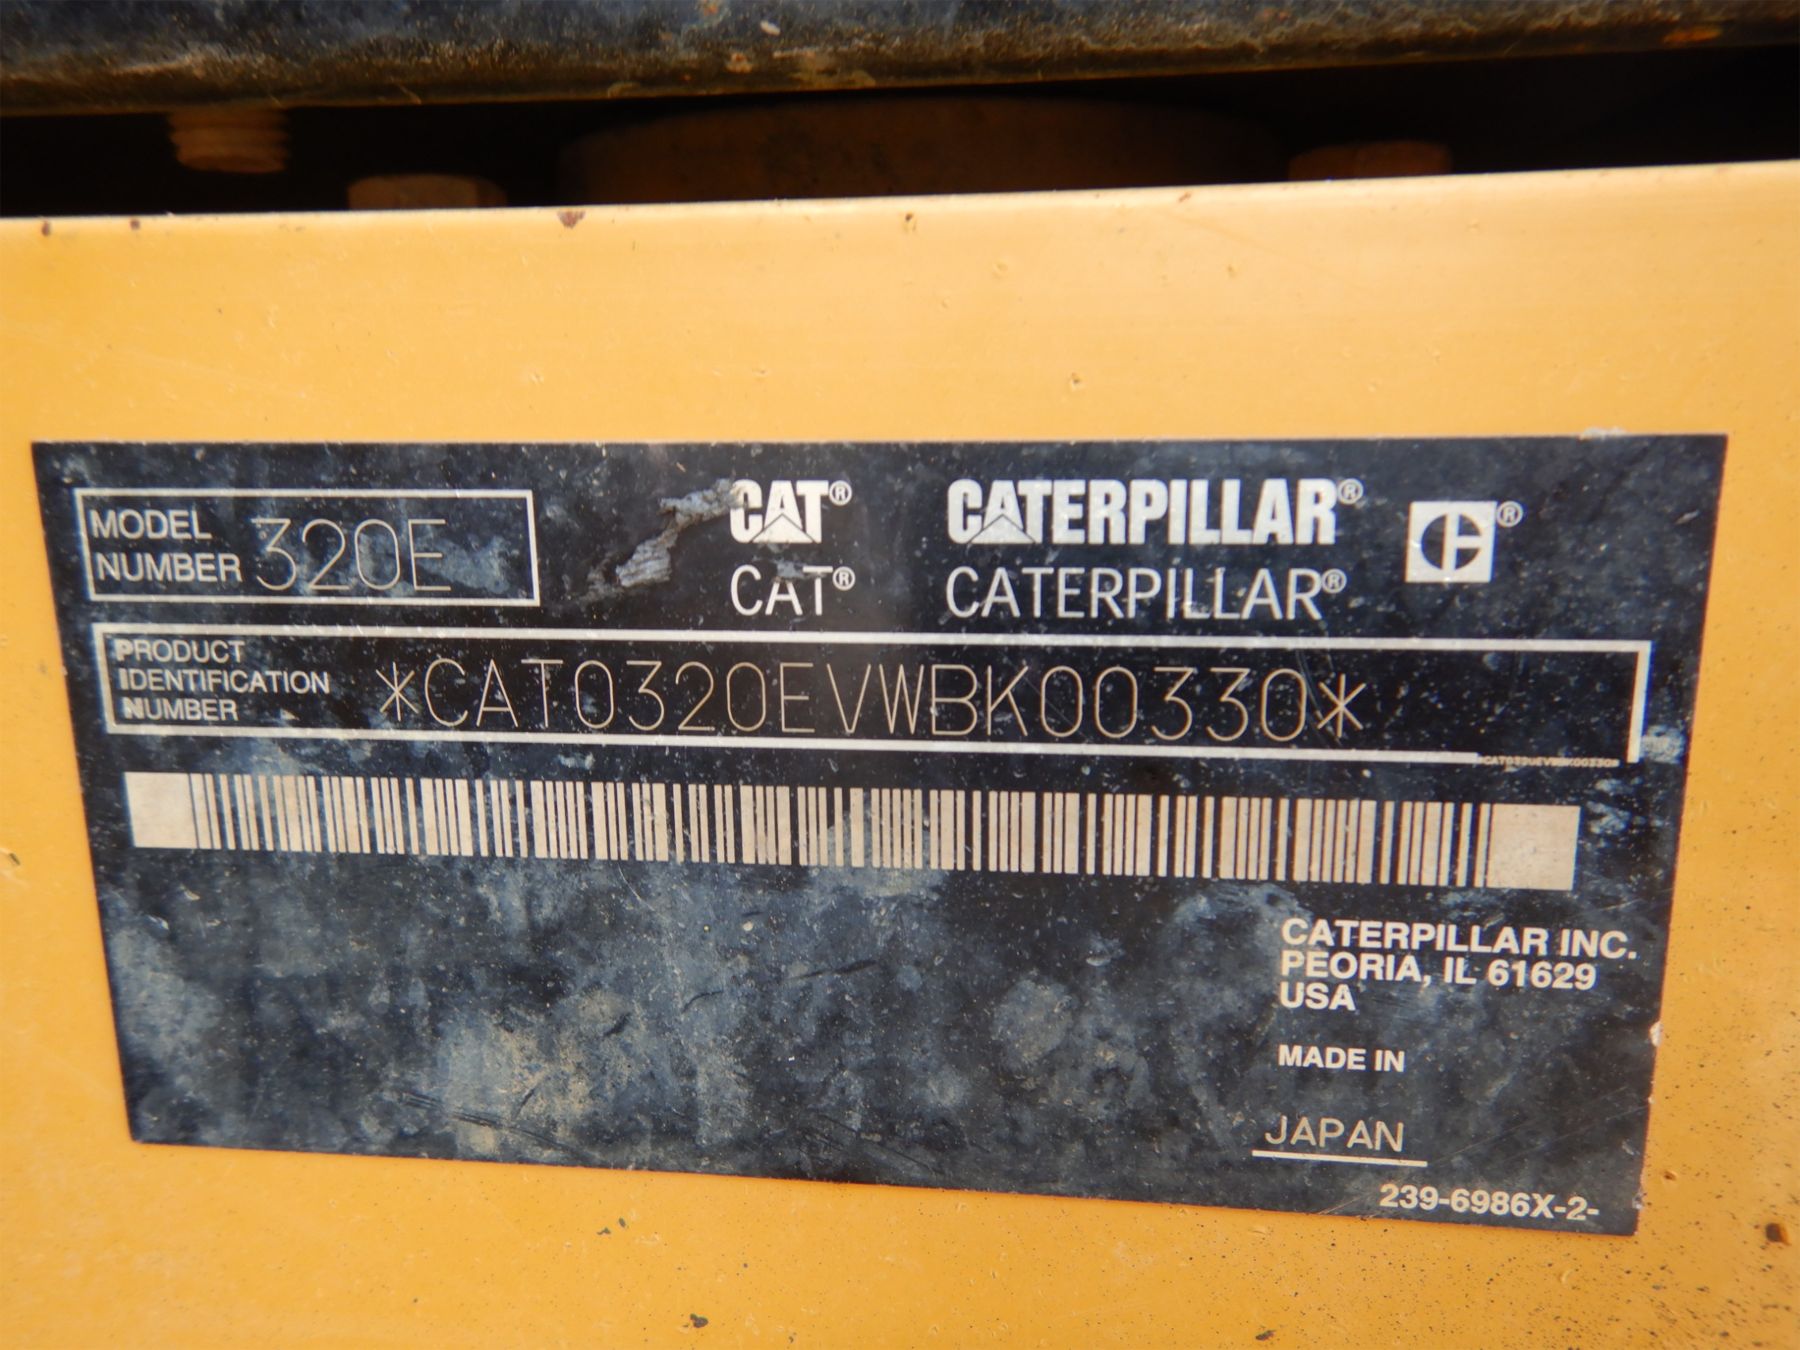 MODEL
NUMBER 320E
CAT® CATERPILLAR® ®
CAT® CATERPILLAR®
PRODUCT
IDENTIFICATION
NUMBER
*CAT0320EVWBK00330*
CATERPILLAR INC.
PEORIA, IL 61629
USA
MADE IN
JAPAN
239-6986X-2-